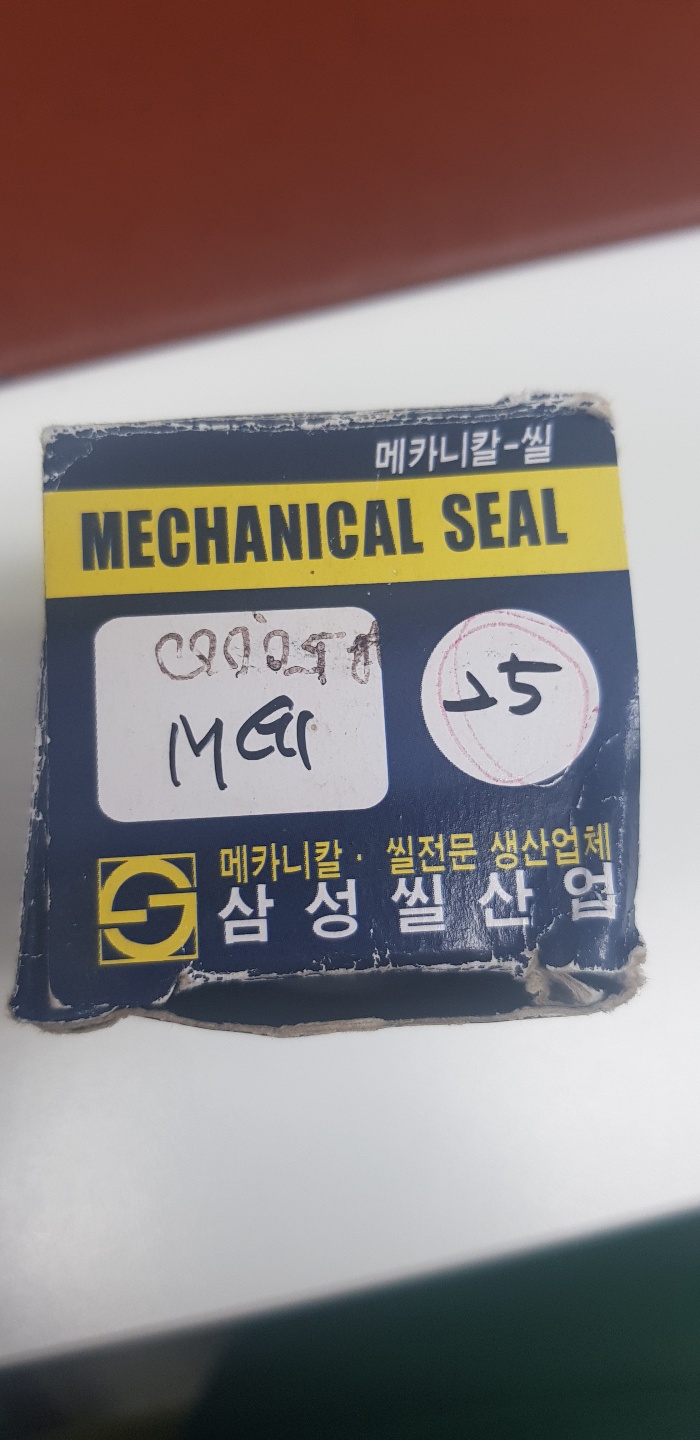 메카니칼-씰
MECHANICAL SEAL
25
MG1
메카니칼· 씰전문 생산업체
삼성씰산업